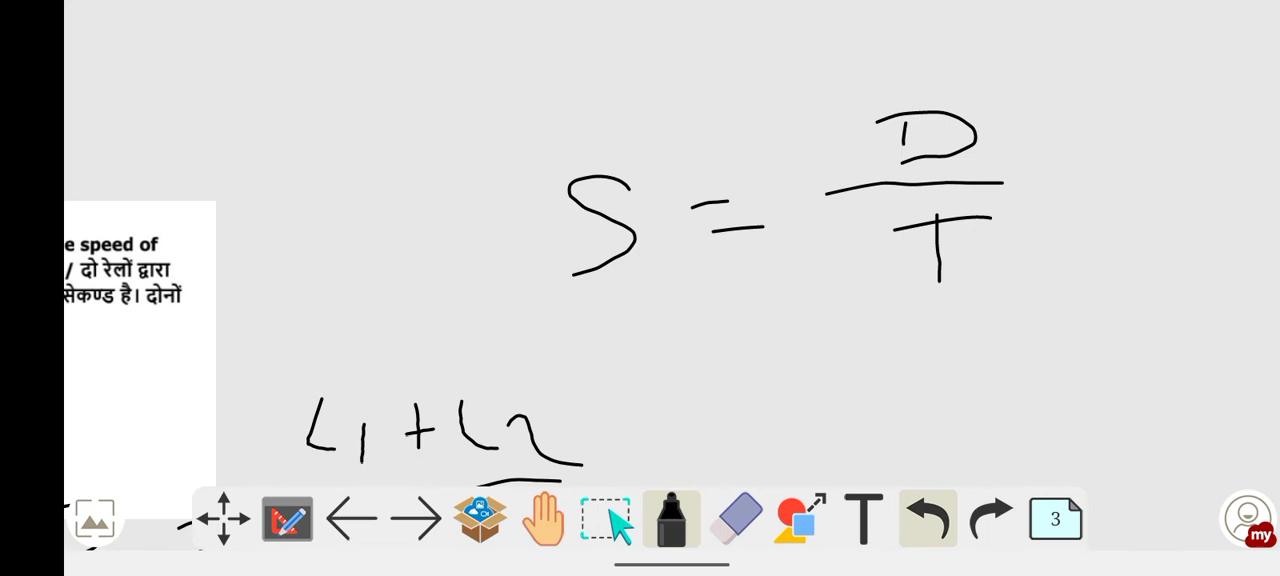 S = D / T
e speed of
/ दो रेलों द्वारा
सेकण्ड है। दोनों
L1 + L2
T
3
my